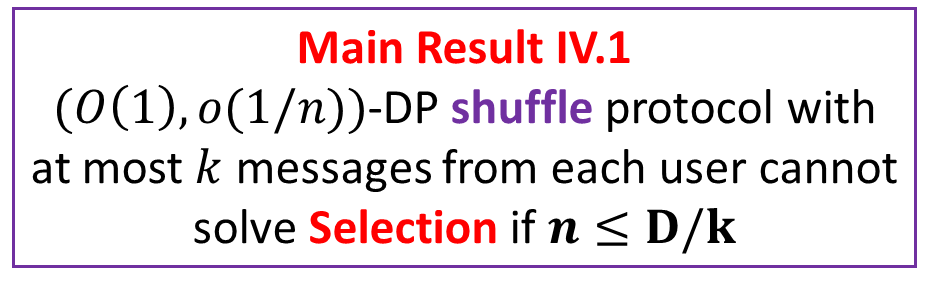 Main Result IV.1
(O(1), o(1/n))-DP shuffle protocol with
at most k messages from each user cannot
solve Selection if n ≤ D/k